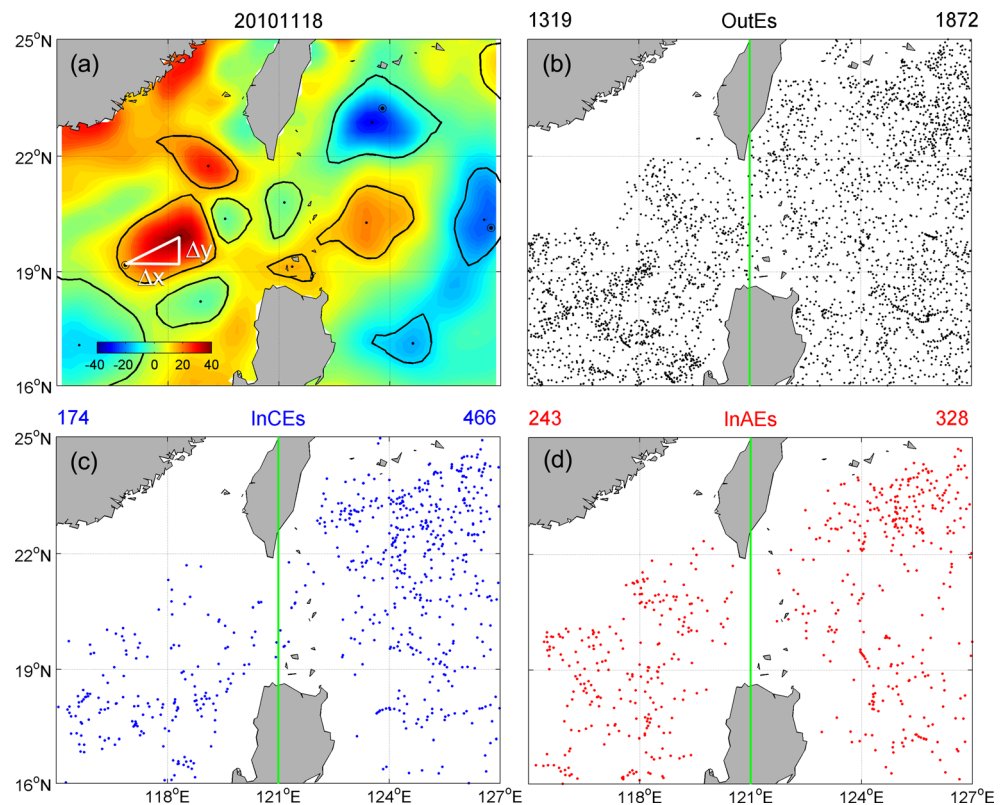 20101118
1319 OutEs 1872
25°N
22°N
19°N
16°N
(a)
Δy
Δx
-40 -20 0 20 40
(b)
174 InCEs 466
243 InAEs 328
25°N
22°N
19°N
16°N
(c)
(d)
118°E 121°E 124°E 127°E
118°E 121°E 124°E 127°E